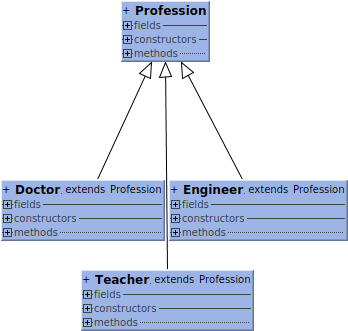 + Profession
fields
constructors
methods
+ Doctor extends Profession
fields
constructors
methods
+ Engineer extends Profession
fields
constructors
methods
+ Teacher extends Profession
fields
constructors
methods